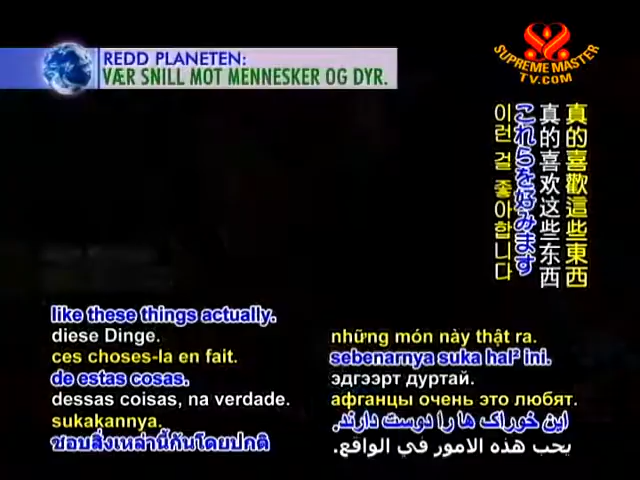 REDD PLANETEN:
VÆR SNILL MOT MENNESKER OG DYR.
SUPREME MASTER
TV.COM
真的喜歡這些東西
真的喜欢这些东西
これらを好みます
이런 걸 좋아합니다
like these things actually.
diese Dinge.
ces choses-la en fait.
de estas cosas.
dessas coisas, na verdade.
sukakannya.
ชอบสิ่งเหล่านี้กันโดยปกติ
những món này thật ra.
sebenarnya suka hal² ini.
эдгээрт дуртай.
афганцы очень это любят.
این خوراک ها را دوست دارند.
يحب هذه الامور في الواقع.